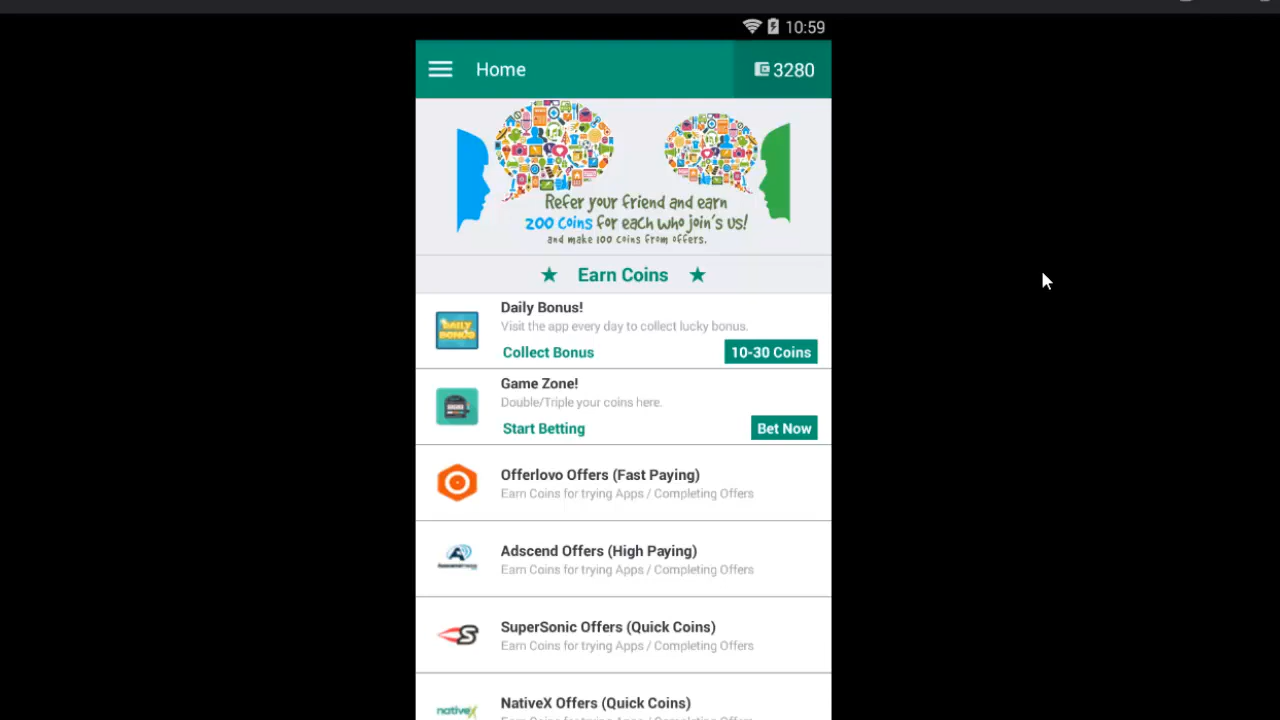 10:59
Home
3280
Refer your friend and earn
200 Coins for each who join's us!
and make 100 coins from offers.
Earn Coins
Daily Bonus!
Visit the app every day to collect lucky bonus.
DAILY
BONUS
Collect Bonus
10-30 Coins
Game Zone!
Double/Triple your coins here.
Start Betting
Bet Now
Offerlovo Offers (Fast Paying)
Earn Coins for trying Apps / Completing Offers
Adscend Offers (High Paying)
Earn Coins for trying Apps / Completing Offers
SuperSonic Offers (Quick Coins)
Earn Coins for trying Apps / Completing Offers
NativeX Offers (Quick Coins)
nativeX